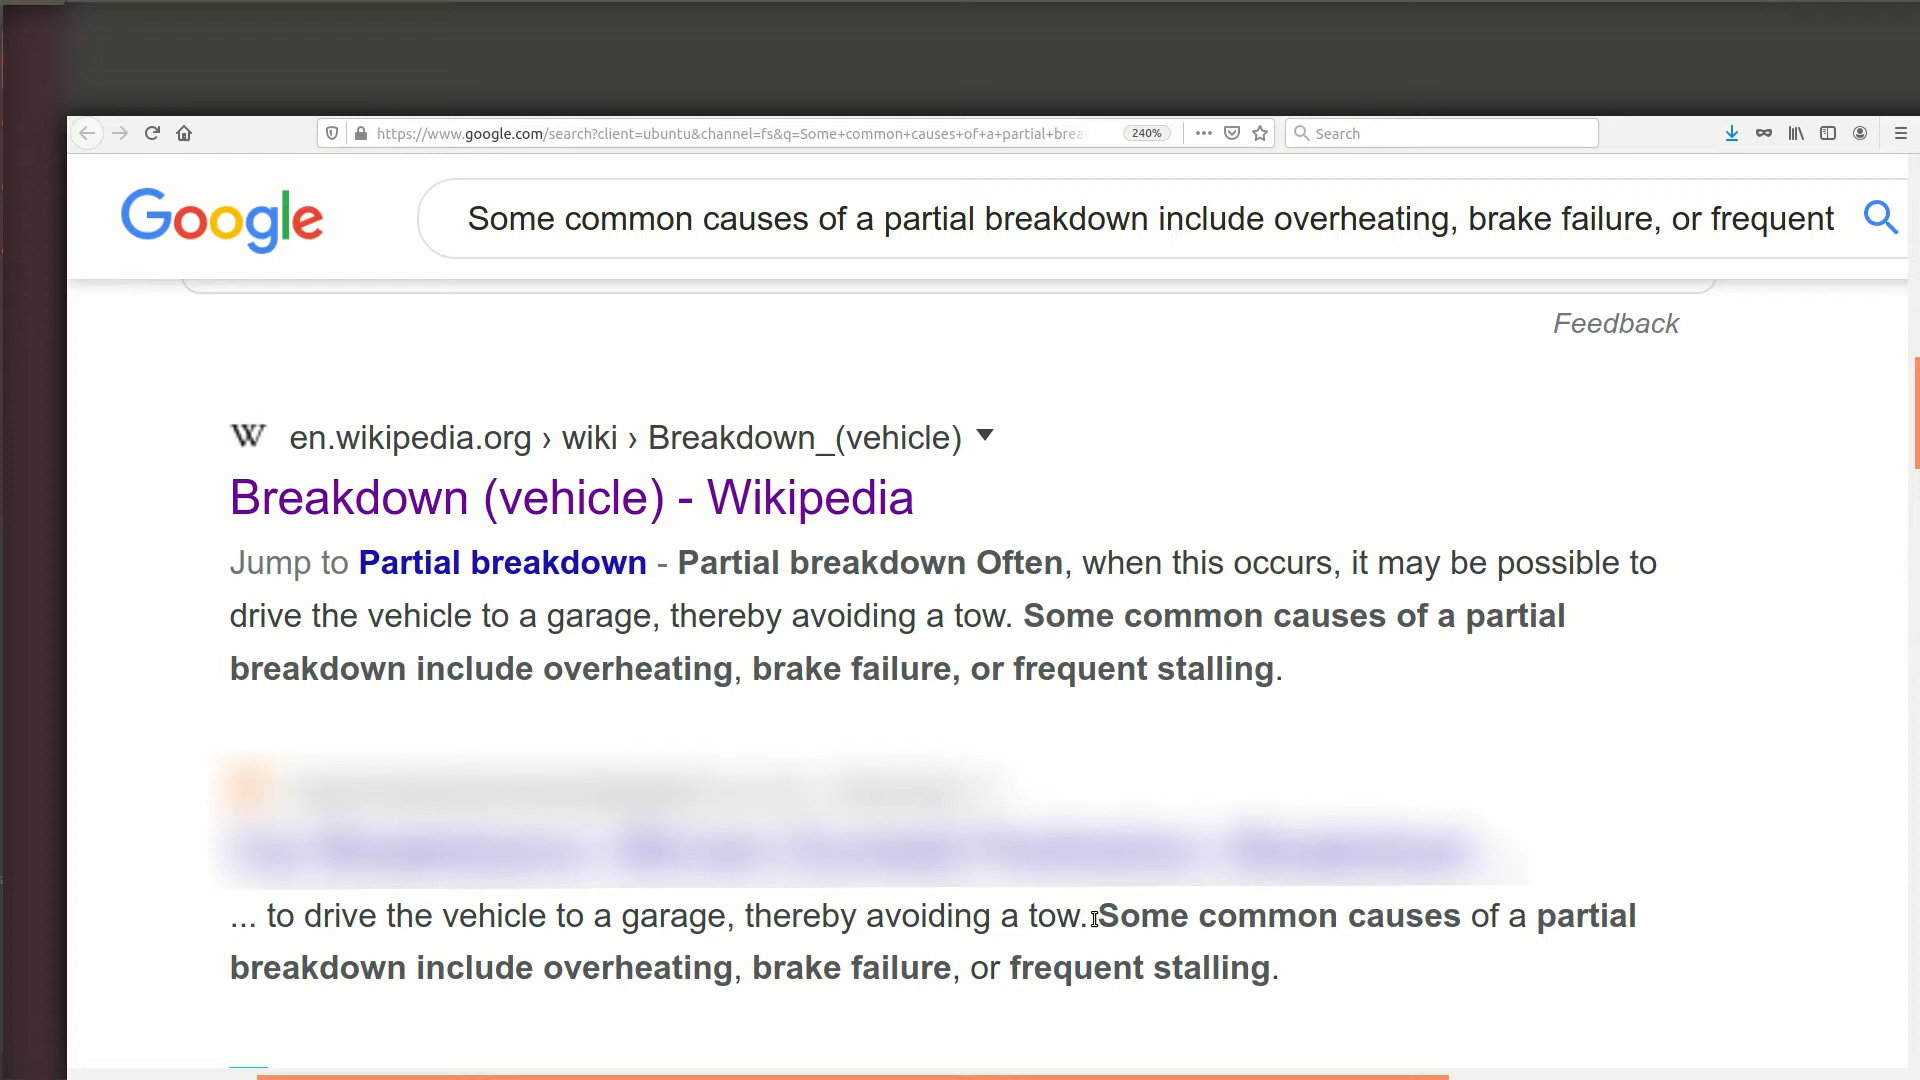 https://www.google.com/search?client=ubuntu&channel=fs&q=Some+common+causes+of+a+partial+brea
240%
Search
Google
Some common causes of a partial breakdown include overheating, brake failure, or frequent
Feedback
W en.wikipedia.org › wiki › Breakdown_(vehicle)
Breakdown (vehicle) - Wikipedia
Jump to Partial breakdown - Partial breakdown Often, when this occurs, it may be possible to
drive the vehicle to a garage, thereby avoiding a tow. Some common causes of a partial
breakdown include overheating, brake failure, or frequent stalling.
... to drive the vehicle to a garage, thereby avoiding a tow. Some common causes of a partial
breakdown include overheating, brake failure, or frequent stalling.